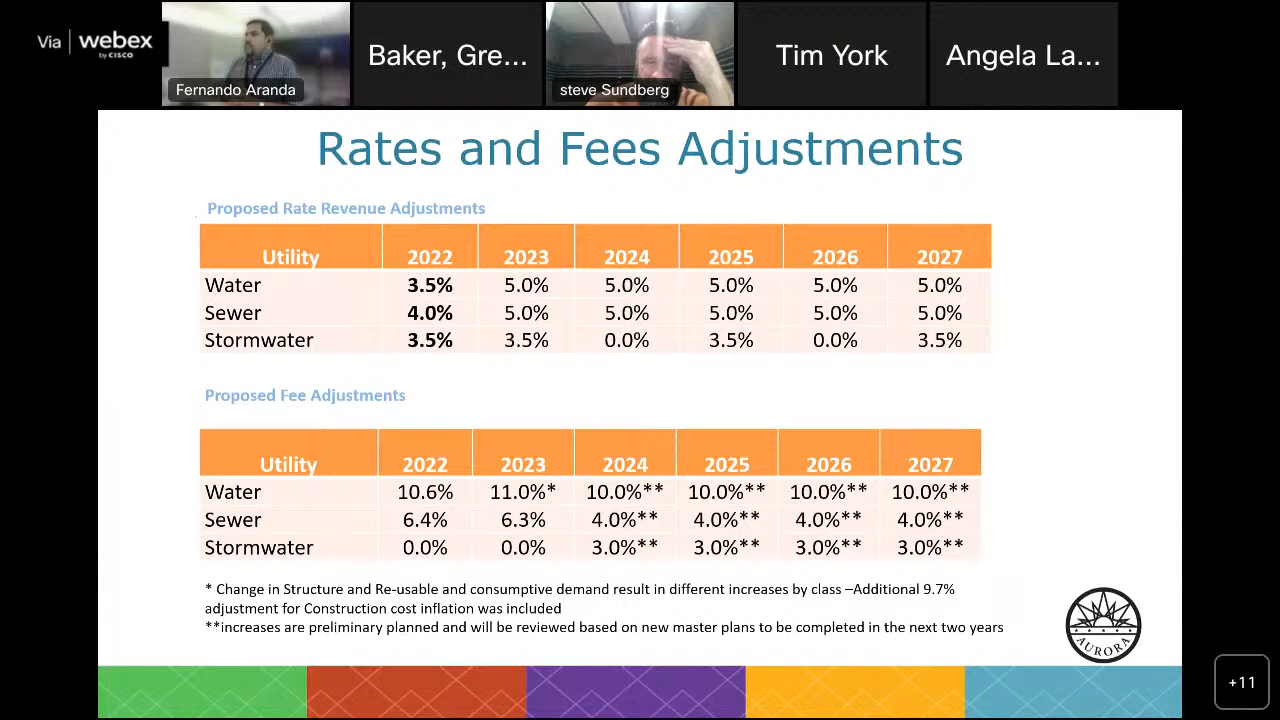 Via webex
by CISCO
Fernando Aranda
Baker, Gre...
steve Sundberg
Tim York
Angela La...
Rates and Fees Adjustments
Proposed Rate Revenue Adjustments
Utility 2022 2023 2024 2025 2026 2027
Water 3.5% 5.0% 5.0% 5.0% 5.0% 5.0%
Sewer 4.0% 5.0% 5.0% 5.0% 5.0% 5.0%
Stormwater 3.5% 3.5% 0.0% 3.5% 0.0% 3.5%
Proposed Fee Adjustments
Utility 2022 2023 2024 2025 2026 2027
Water 10.6% 11.0%* 10.0%** 10.0%** 10.0%** 10.0%**
Sewer 6.4% 6.3% 4.0%** 4.0%** 4.0%** 4.0%**
Stormwater 0.0% 0.0% 3.0%** 3.0%** 3.0%** 3.0%**
* Change in Structure and Re-usable and consumptive demand result in different increases by class –Additional 9.7%
adjustment for Construction cost inflation was included
**increases are preliminary planned and will be reviewed based on new master plans to be completed in the next two years
AURORA
+11